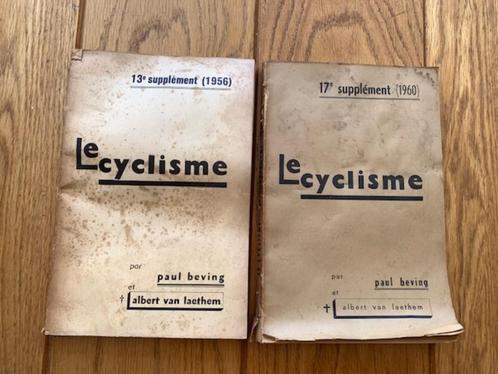 13e supplément (1956)
Le cyclisme
par
paul beving
et
† albert van laethem
17e supplément (1960)
Le cyclisme
par
paul beving
et
† albert van laethem